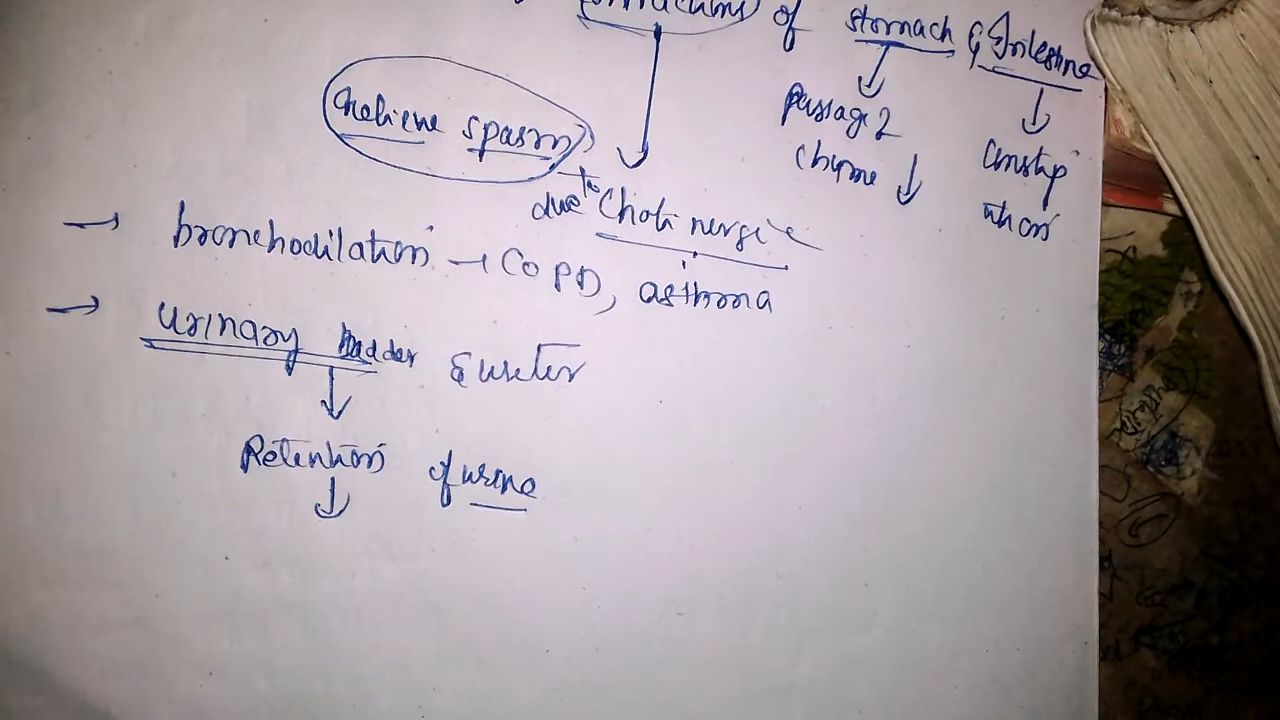 of stomach & Intestine
relieve spasm
passage 2
chyme
constip
ation
due to Cholinergic
→ bronchodilation → COPD, asthma
→ urinary bladder & ureter
Retention of urine